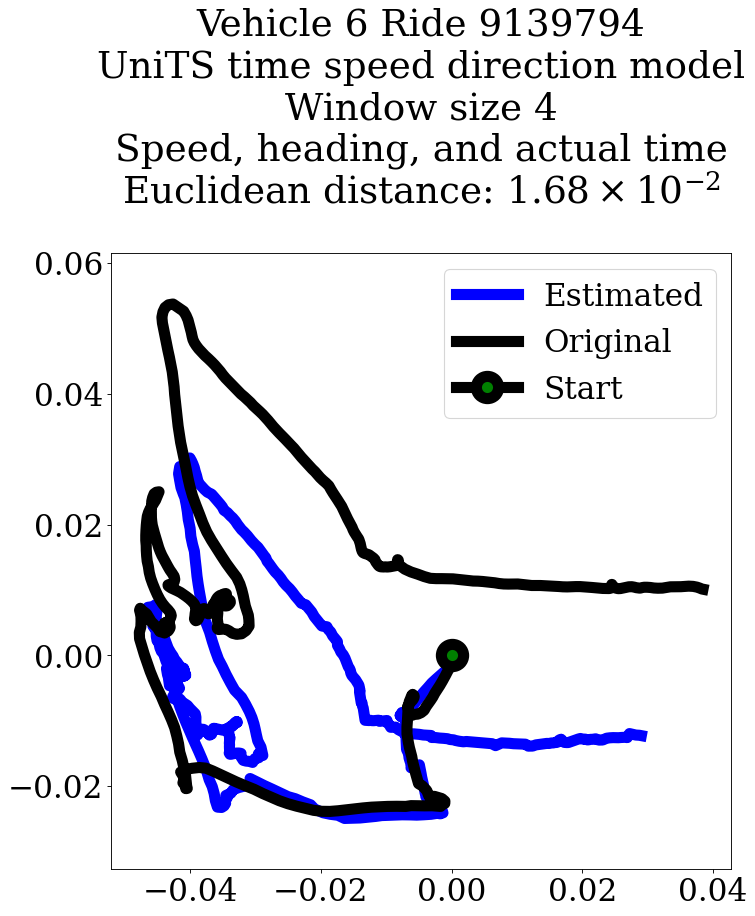 Vehicle 6 Ride 9139794
UniTS time speed direction model
Window size 4
Speed, heading, and actual time
Euclidean distance: 1.68 × 10⁻²
0.06
0.04
0.02
0.00
−0.02
Estimated
Original
Start
−0.04 −0.02 0.00 0.02 0.04